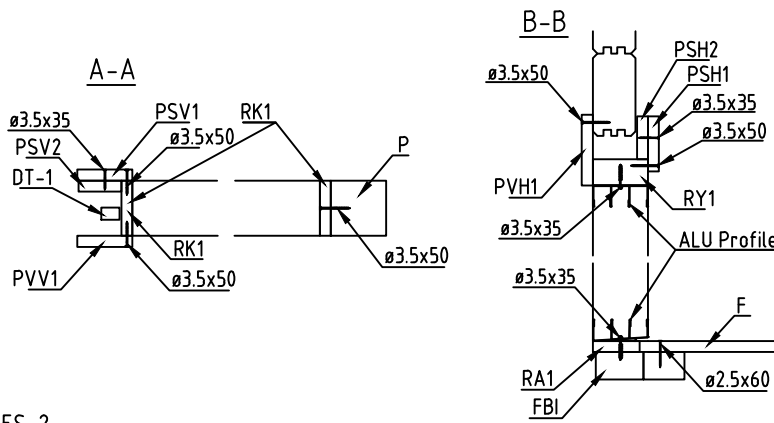 A-A
ø3.5x35
PSV1
PSV2
ø3.5x50
RK1
P
DT-1
RK1
ø3.5x50
PVV1
ø3.5x50
B-B
PSH2
PSH1
ø3.5x50
ø3.5x35
ø3.5x50
PVH1
RY1
ø3.5x35
ALU Profile
ø3.5x35
F
RA1
ø2.5x60
FBI